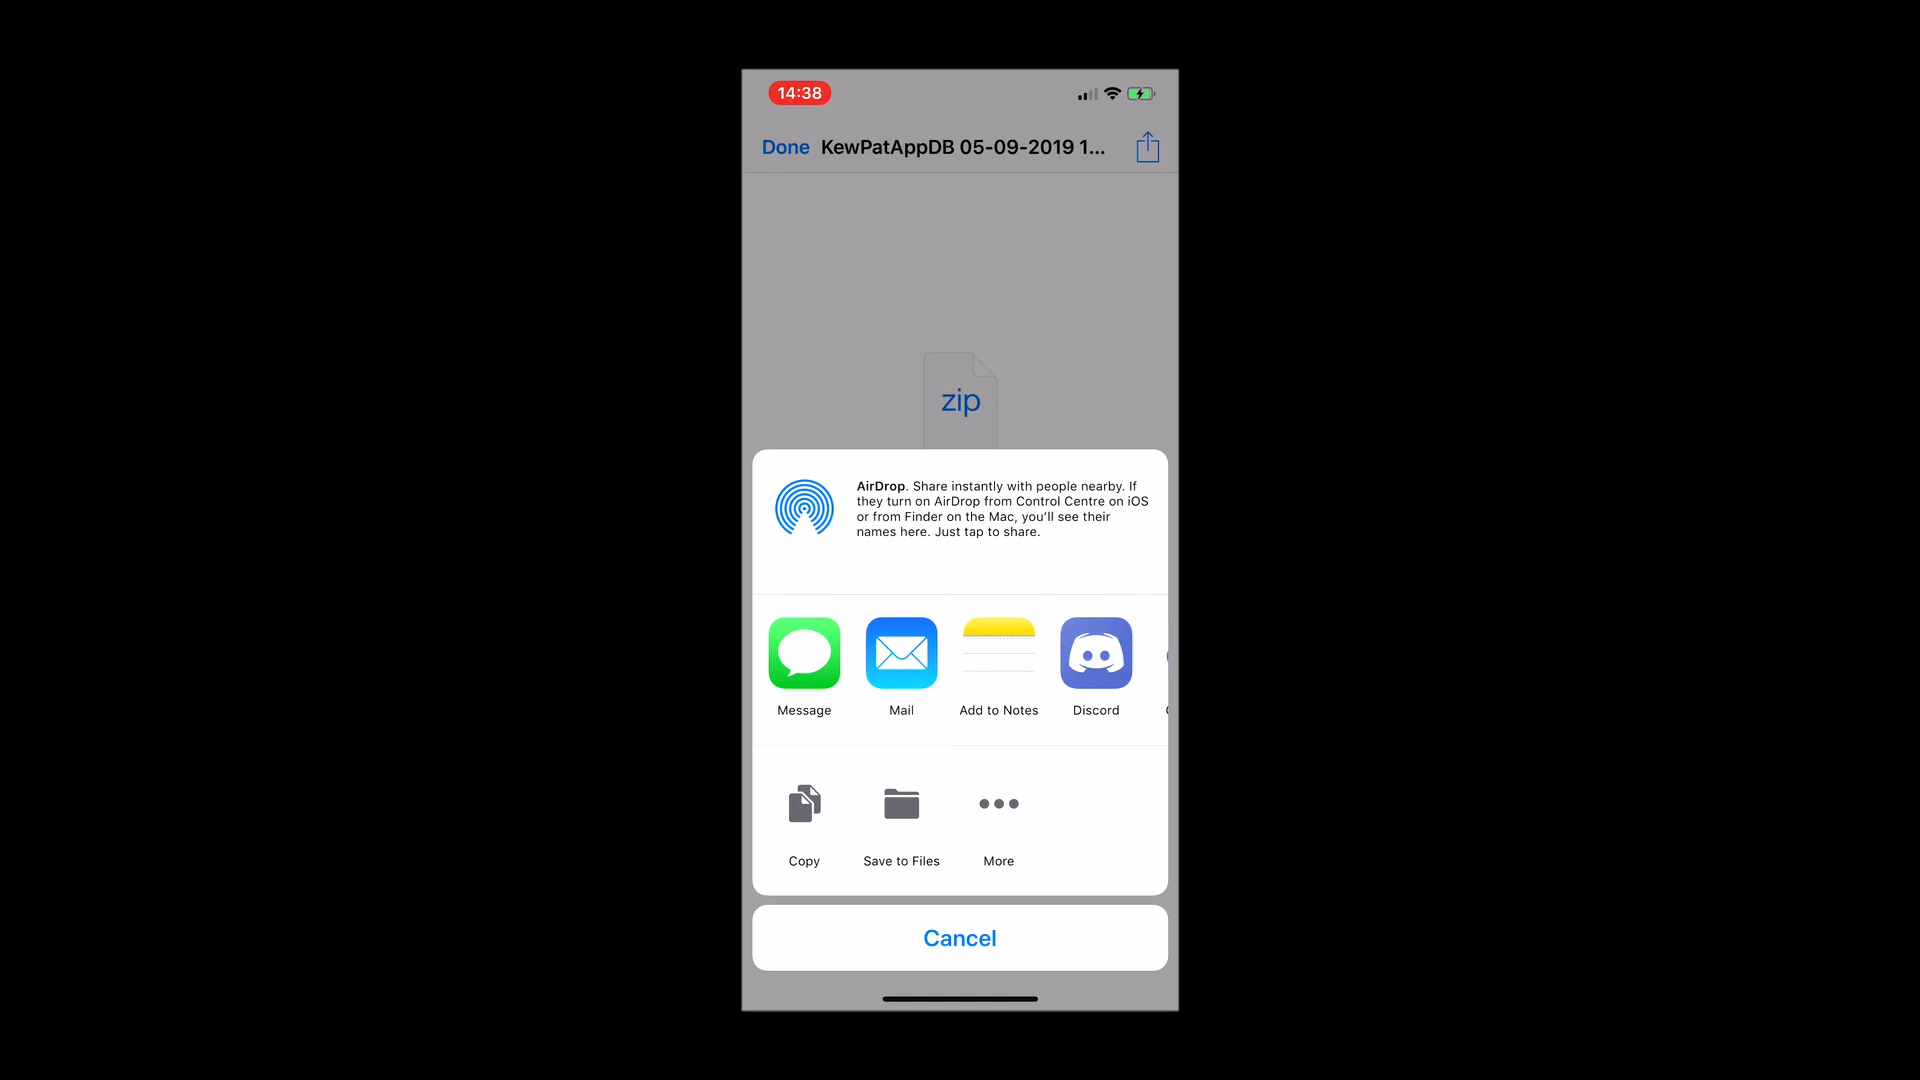 14:38
Done KewPatAppDB 05-09-2019 1...
zip
AirDrop. Share instantly with people nearby. If
they turn on AirDrop from Control Centre on iOS
or from Finder on the Mac, you'll see their
names here. Just tap to share.
Message Mail Add to Notes Discord
Copy Save to Files More
Cancel